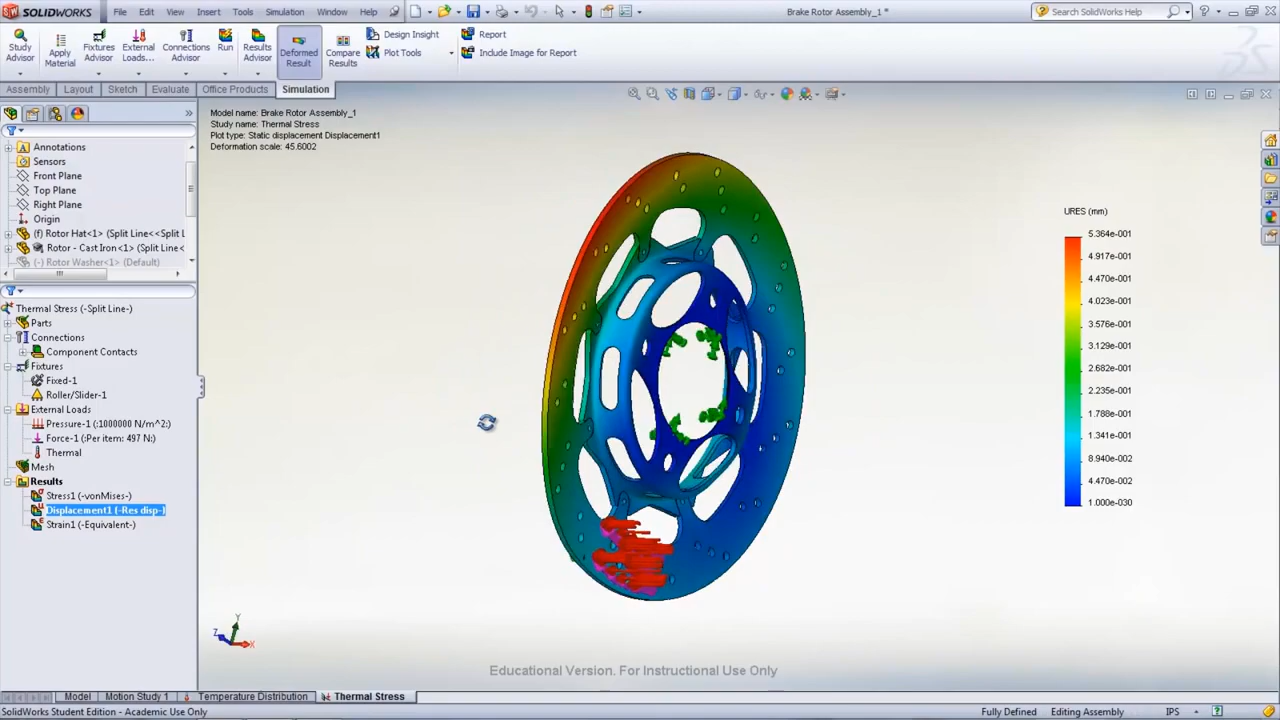 SOLIDWORKS File Edit View Insert Tools Simulation Window Help Brake Rotor Assembly_1 * Search SolidWorks Help
Study Advisor
Apply Material
Fixtures Advisor
External Loads...
Connections Advisor
Run
Results Advisor
Deformed Result
Compare Results
Design Insight
Plot Tools
Report
Include Image for Report
Assembly Layout Sketch Evaluate Office Products Simulation
Annotations
Sensors
Front Plane
Top Plane
Right Plane
Origin
(f) Rotor Hat<1> (Split Line<<Split L
Rotor - Cast Iron<1> (Split Line<
(-) Rotor Washer<1> (Default)
Thermal Stress (-Split Line-)
Parts
Connections
Component Contacts
Fixtures
Fixed-1
Roller/Slider-1
External Loads
Pressure-1 (:1000000 N/m^2:)
Force-1 (:Per item: 497 N:)
Thermal
Mesh
Results
Stress1 (-vonMises-)
Displacement1 (-Res disp-)
Strain1 (-Equivalent-)
Model name: Brake Rotor Assembly_1
Study name: Thermal Stress
Plot type: Static displacement Displacement1
Deformation scale: 45.6002
URES (mm)
5.364e-001
4.917e-001
4.470e-001
4.023e-001
3.576e-001
3.129e-001
2.682e-001
2.235e-001
1.788e-001
1.341e-001
8.940e-002
4.470e-002
1.000e-030
Y
Z
X
Educational Version. For Instructional Use Only
Model Motion Study 1 Temperature Distribution Thermal Stress
SolidWorks Student Edition - Academic Use Only Fully Defined Editing Assembly IPS